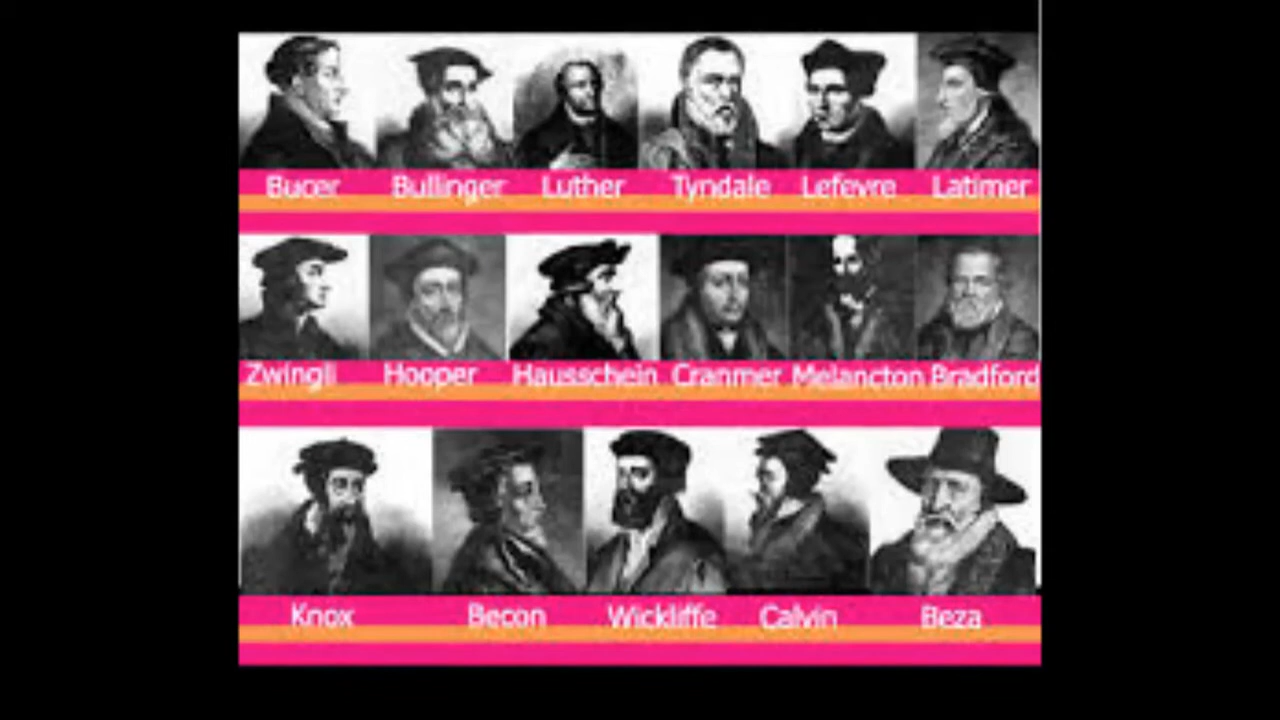 Bucer Bullinger Luther Tyndale Lefevre Latimer
Zwingli Hooper Hausschein Cranmer Melancton Bradford
Knox Becon Wickliffe Calvin Beza